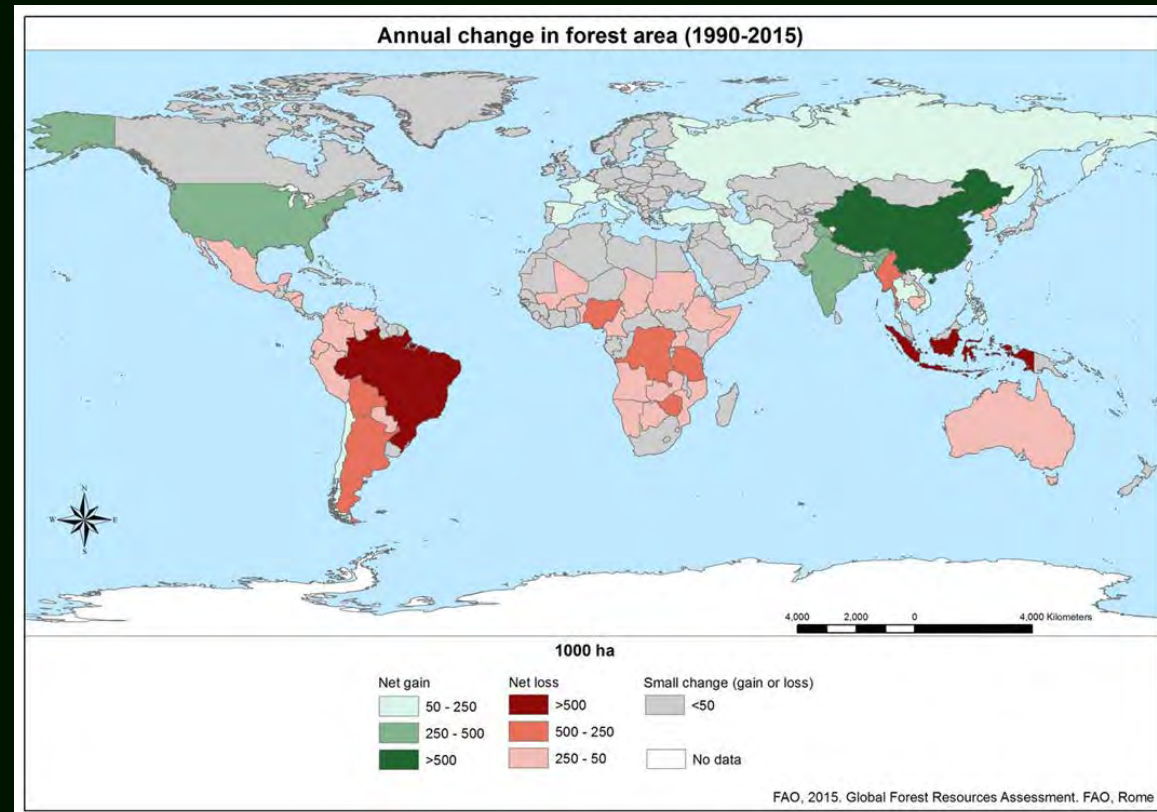 Annual change in forest area (1990-2015)
N
W E
S
4,000 2,000 0 4,000 Kilometers
1000 ha
Net gain Net loss Small change (gain or loss)
50 - 250 >500 <50
250 - 500 500 - 250
>500 250 - 50 No data
FAO, 2015. Global Forest Resources Assessment. FAO, Rome